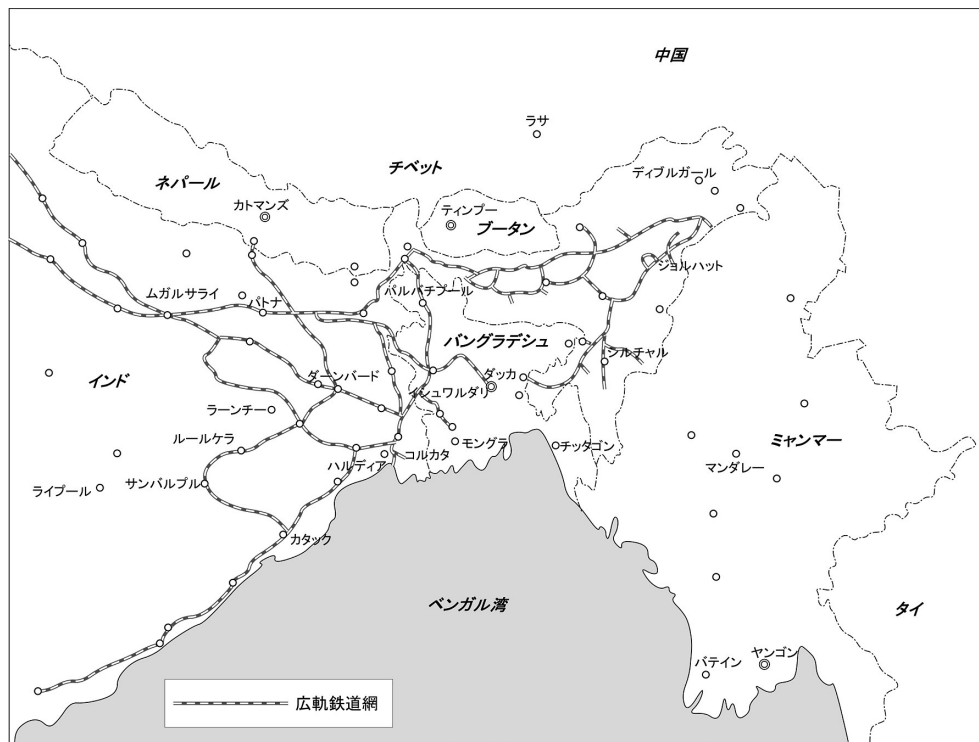 中国
ラサ
チベット
ディブルガール
ネパール
カトマンズ
ティンプー
ブータン
ジョルハット
ムガルサライ
パトナ
パルバチプール
バングラデシュ
シルチャル
インド
ダーンバード
ダッカ
イシュワルダリ
ラーンチー
ルールケラ
モングラ
チッタゴン
ミャンマー
ハルディア
コルカタ
マンダレー
ライプール
サンバルプル
カタック
ベンガル湾
タイ
パテイン
ヤンゴン
広軌鉄道網